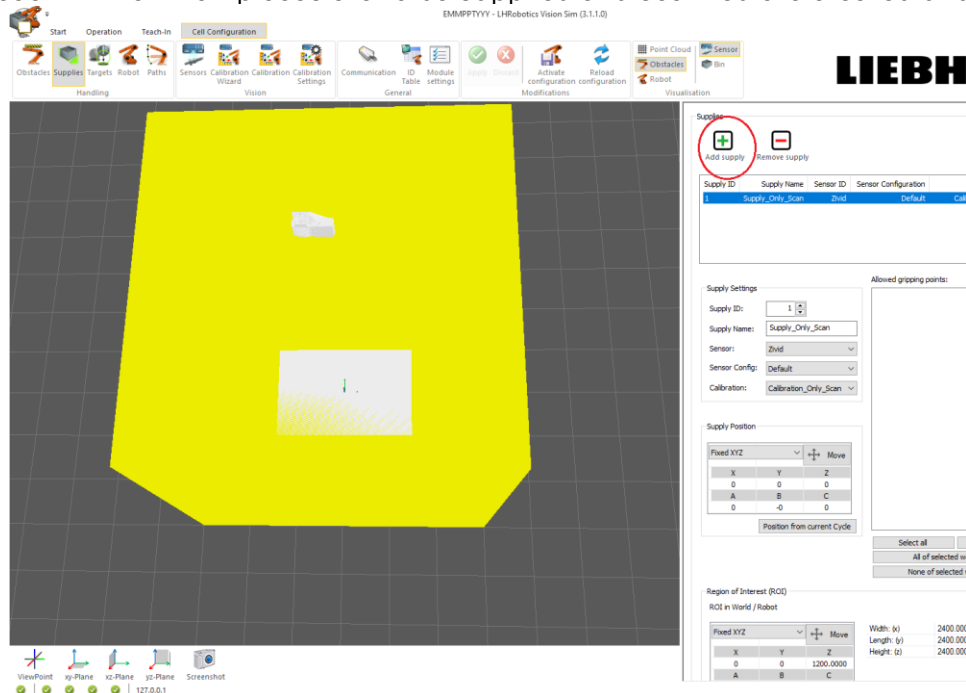 EMMPPTYYY - LHRobotics Vision Sim (3.1.1.0)
Start Operation Teach-In Cell Configuration
Obstacles Supplies Targets Robot Paths
Handling
Sensors Calibration Wizard Calibration Calibration Settings
Vision
Communication ID Table Module settings
General
Apply Discard Activate configuration Reload configuration
Modifications
Point Cloud Sensor
Obstacles Bin
Robot
Visualisation
LIEBH
Supplies
Add supply Remove supply
Supply ID Supply Name Sensor ID Sensor Configuration
1 Supply_Only_Scan Zivid Default Cali
Allowed gripping points:
Supply Settings
Supply ID: 1
Supply Name: Supply_Only_Scan
Sensor: Zivid
Sensor Config: Default
Calibration: Calibration_Only_Scan
Supply Position
Fixed XYZ Move
X Y Z
0 0 0
A B C
0 -0 0
Position from current Cycle
Select all
All of selected w
None of selected
Region of Interest (ROI)
ROI in World / Robot
Fixed XYZ Move
X Y Z
0 0 1200.0000
A B C
Width: (x) 2400.000
Length: (y) 2400.000
Height: (z) 2400.000
ViewPoint xy-Plane xz-Plane yz-Plane Screenshot
127.0.0.1